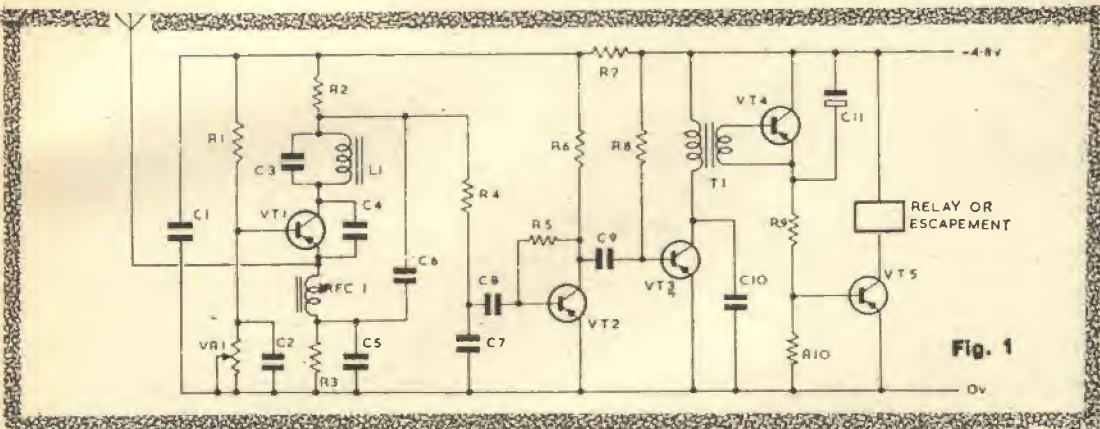 -4·8V
R7
R2
VT4
C11
R1
R6
R8
C3
L1
T1
R4
C4
VT1
RELAY OR
ESCAPEMENT
C1
R5
C9
R9
C6
RFC 1
C8
VT3
C10
VT5
VT2
VR1
C2
C5
C7
Fig. 1
R3
R10
0V